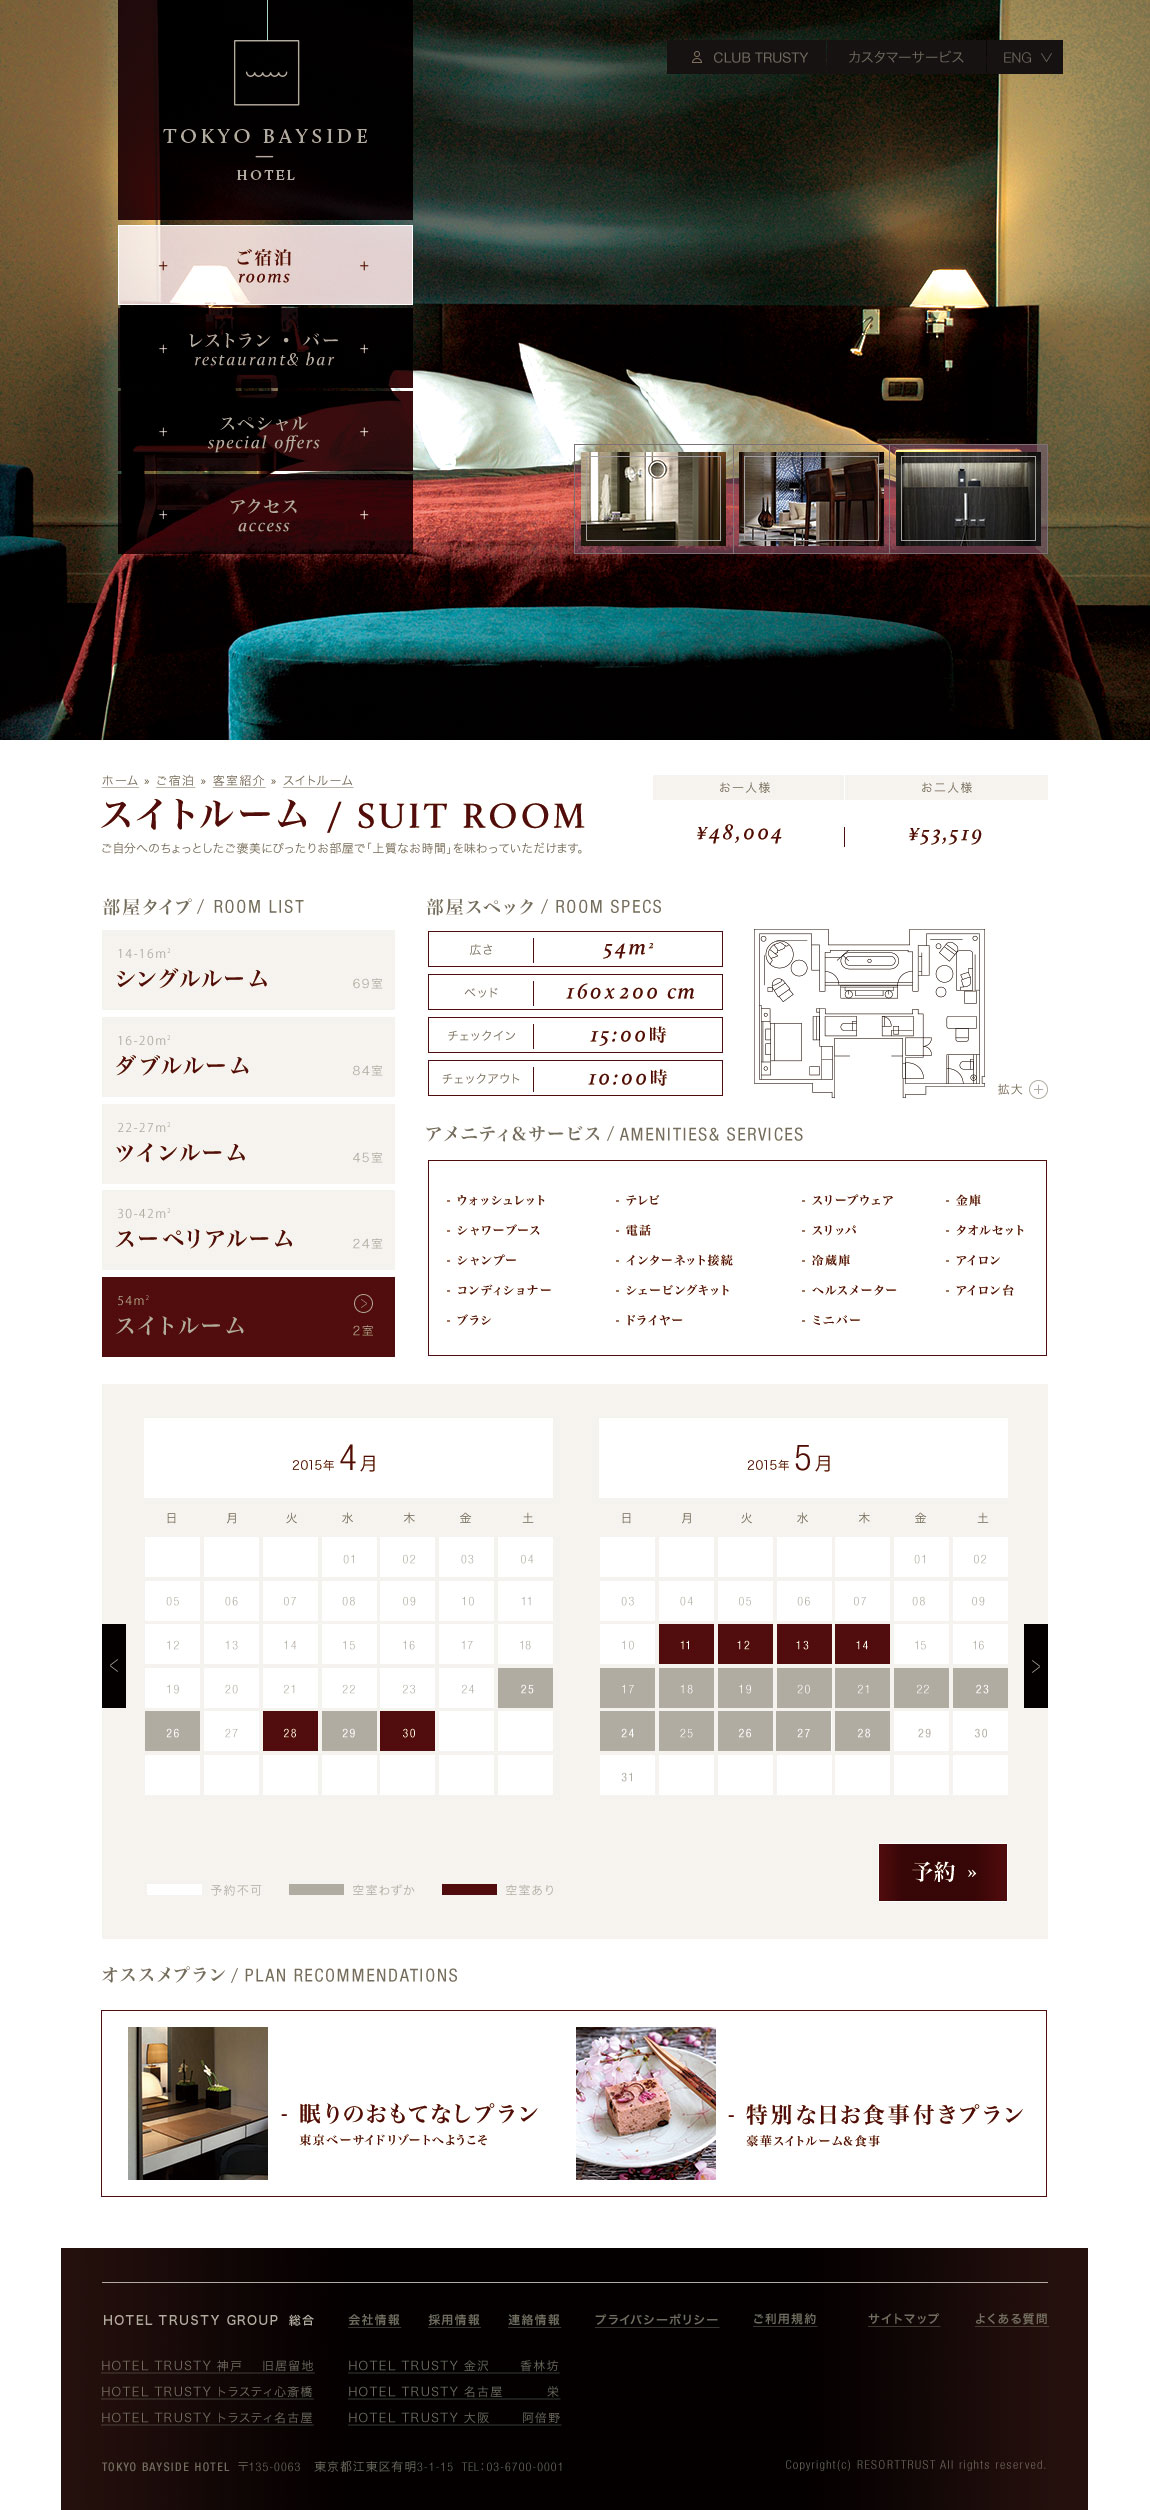 TOKYO BAYSIDE
HOTEL
CLUB TRUSTY
カスタマーサービス
ENG
+ ご宿泊 +
rooms
+ レストラン ・ バー +
restaurant& bar
+ スペシャル +
special offers
+ アクセス +
access
ホーム » ご宿泊 » 客室紹介 » スイトルーム
スイトルーム / SUIT ROOM
ご自分へのちょっとしたご褒美にぴったりお部屋で「上質なお時間」を味わっていただけます。
お一人様 お二人様
¥48,004 ¥53,519
部屋タイプ / ROOM LIST
14-16m²
シングルルーム 69室
16-20m²
ダブルルーム 84室
22-27m²
ツインルーム 45室
30-42m²
スーペリアルーム 24室
54m²
スイトルーム 2室
部屋スペック / ROOM SPECS
広さ 54m²
ベッド 160x200 cm
チェックイン 15:00時
チェックアウト 10:00時
拡大
アメニティ&サービス / AMENITIES& SERVICES
- ウォッシュレット - テレビ - スリープウェア - 金庫
- シャワーブース - 電話 - スリッパ - タオルセット
- シャンプー - インターネット接続 - 冷蔵庫 - アイロン
- コンディショナー - シェービングキット - ヘルスメーター - アイロン台
- ブラシ - ドライヤー - ミニバー
2015年 4月
日 月 火 水 木 金 土
01 02 03 04
05 06 07 08 09 10 11
12 13 14 15 16 17 18
19 20 21 22 23 24 25
26 27 28 29 30
2015年 5月
日 月 火 水 木 金 土
01 02
03 04 05 06 07 08 09
10 11 12 13 14 15 16
17 18 19 20 21 22 23
24 25 26 27 28 29 30
31
予約不可 空室わずか 空室あり
予約 »
オススメプラン / PLAN RECOMMENDATIONS
- 眠りのおもてなしプラン
東京ベーサイドリゾートへようこそ
- 特別な日お食事付きプラン
豪華スイトルーム&食事
HOTEL TRUSTY GROUP 総合 会社情報 採用情報 連絡情報 プライバシーポリシー ご利用規約 サイトマップ よくある質問
HOTEL TRUSTY 神戸 旧居留地 HOTEL TRUSTY 金沢 香林坊
HOTEL TRUSTY トラスティ心斎橋 HOTEL TRUSTY 名古屋 栄
HOTEL TRUSTY トラスティ名古屋 HOTEL TRUSTY 大阪 阿倍野
TOKYO BAYSIDE HOTEL 〒135-0063 東京都江東区有明3-1-15 TEL:03-6700-0001
Copyright(c) RESORTTRUST All rights reserved.